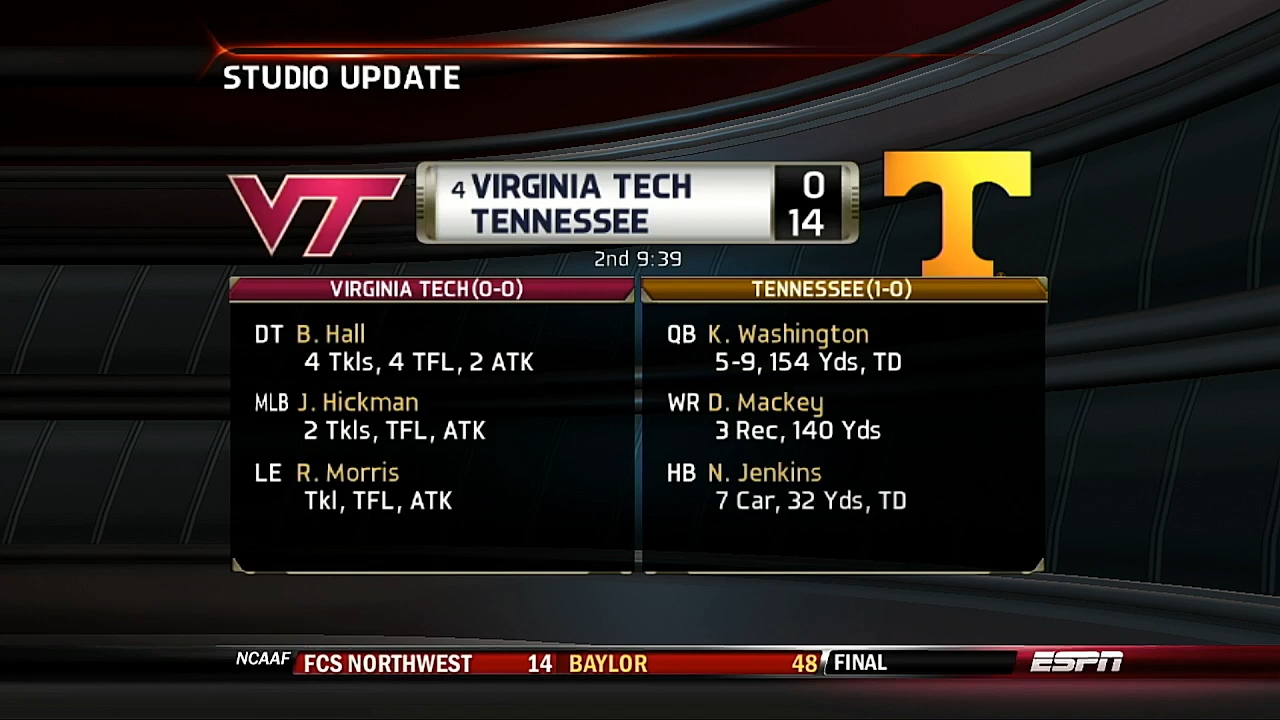 STUDIO UPDATE
VT
4 VIRGINIA TECH 0
TENNESSEE 14
T
2nd 9:39
VIRGINIA TECH(0-0)
DT B. Hall
4 Tkls, 4 TFL, 2 ATK
MLB J. Hickman
2 Tkls, TFL, ATK
LE R. Morris
Tkl, TFL, ATK
TENNESSEE(1-0)
QB K. Washington
5-9, 154 Yds, TD
WR D. Mackey
3 Rec, 140 Yds
HB N. Jenkins
7 Car, 32 Yds, TD
NCAAF FCS NORTHWEST 14 BAYLOR 48 FINAL ESPN